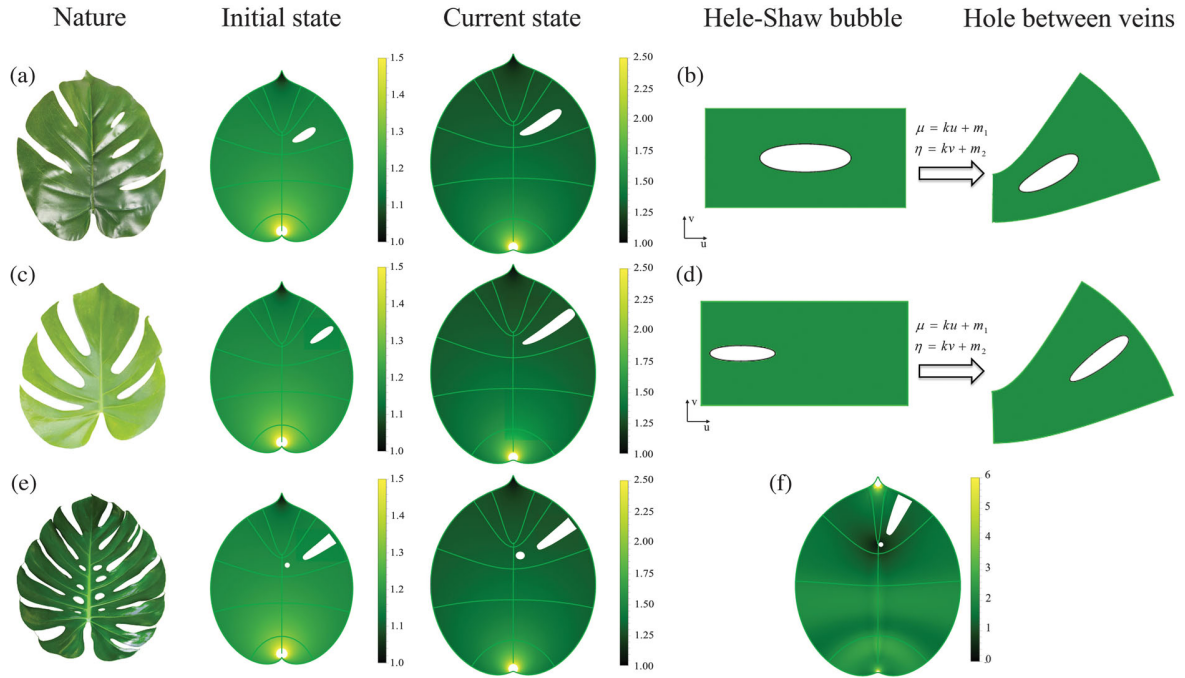 Nature Initial state Current state Hele-Shaw bubble Hole between veins
(a) 1.5 1.4 1.3 1.2 1.1 1.0
2.50 2.25 2.00 1.75 1.50 1.25 1.00
(b) μ = ku + m₁
η = kv + m₂
v
u
(c) 1.5 1.4 1.3 1.2 1.1 1.0
2.50 2.00 1.75 1.50 1.25 1.00
(d) μ = ku + m₁
η = kv + m₂
v
u
(e) 1.5 1.4 1.3 1.2 1.1 1.0
2.50 2.00 1.75 1.50 1.25 1.00
(f) 6 5 4 3 2 1 0